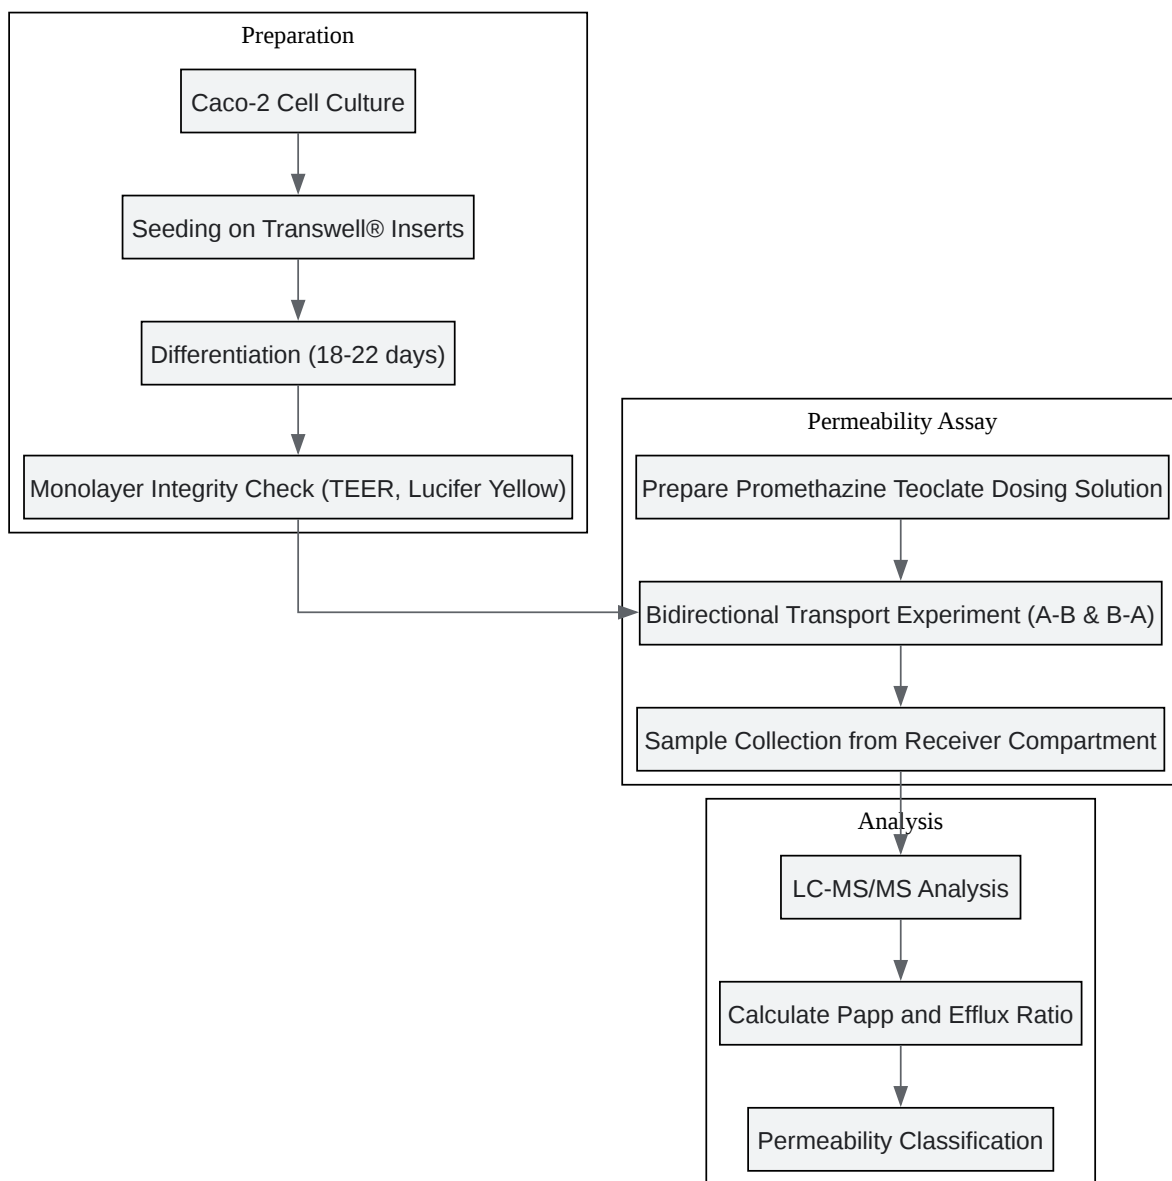 Preparation
Caco-2 Cell Culture
Seeding on Transwell® Inserts
Differentiation (18-22 days)
Monolayer Integrity Check (TEER, Lucifer Yellow)
Permeability Assay
Prepare Promethazine Teoclate Dosing Solution
Bidirectional Transport Experiment (A-B & B-A)
Sample Collection from Receiver Compartment
Analysis
LC-MS/MS Analysis
Calculate Papp and Efflux Ratio
Permeability Classification